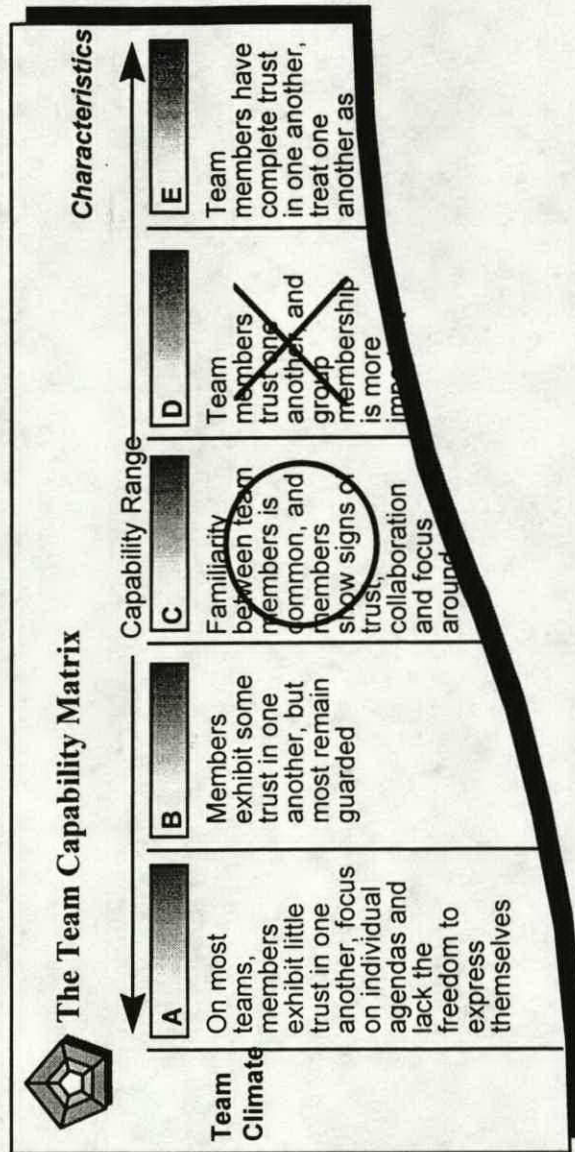 The Team Capability Matrix
Characteristics
Capability Range
A
B
C
D
E
Team
Climate
On most
teams,
members
exhibit little
trust in one
another, focus
on individual
agendas and
lack the
freedom to
express
themselves
Members
exhibit some
trust in one
another, but
most remain
guarded
Familiarity
between team
members is
common, and
members
show signs of
trust,
collaboration
and focus
around
Team
members
trust one
another, and
group
membership
is more
Team
members have
complete trust
in one another,
treat one
another as